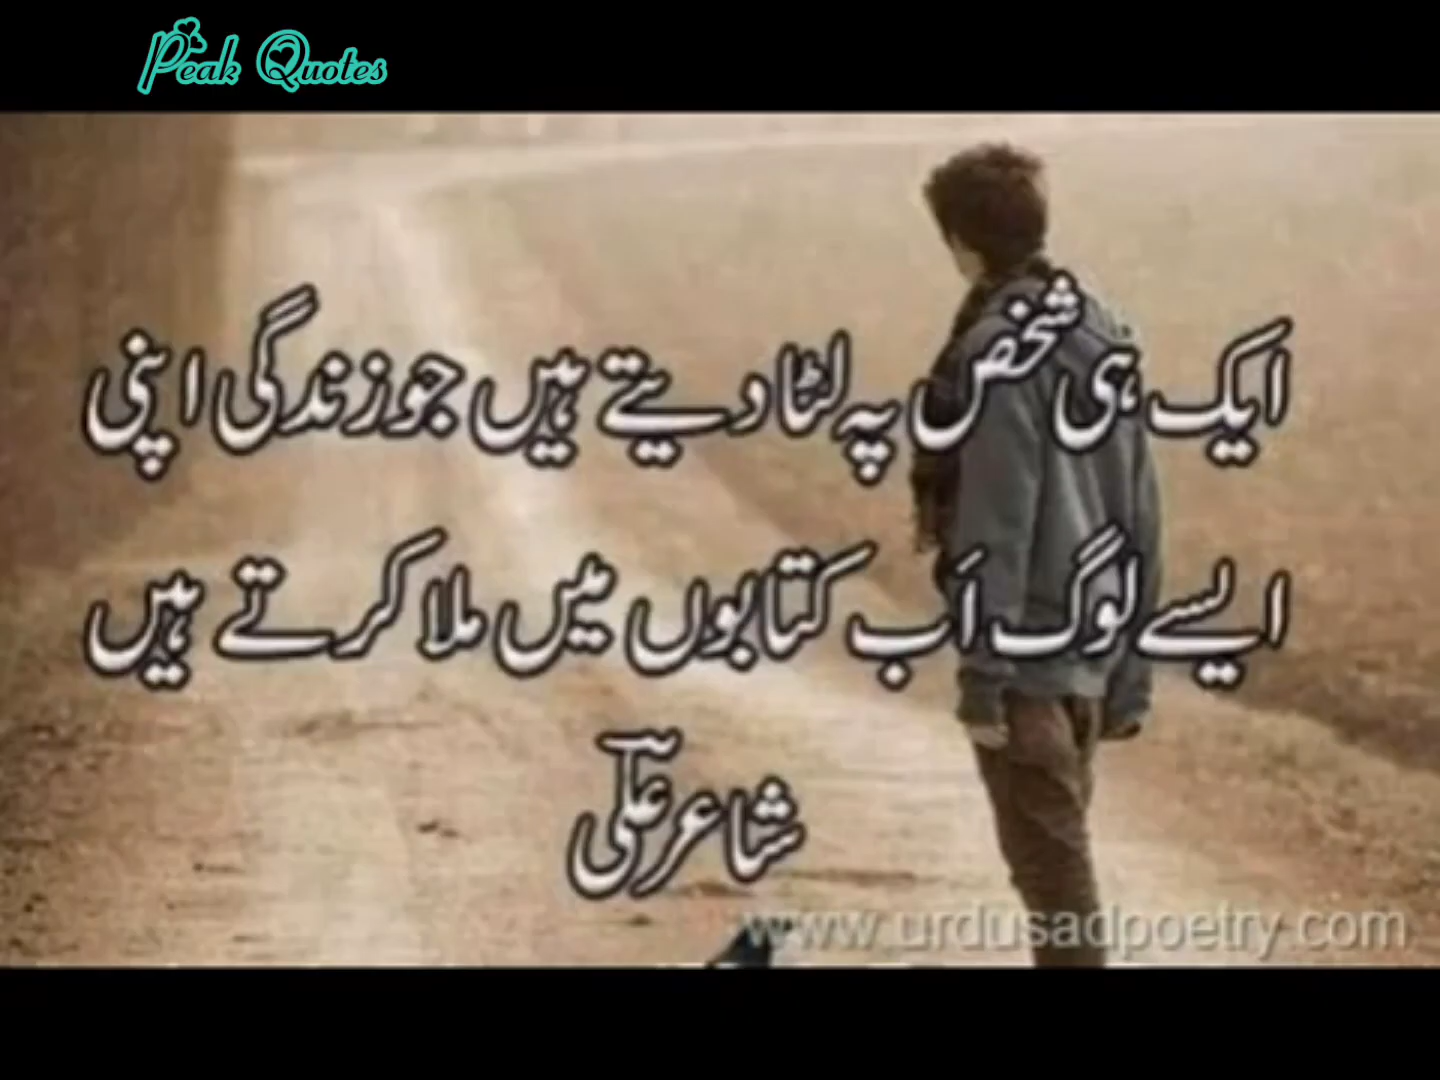 Peak Quotes
اَیک ہی شخص پہ لٹا دیتے ہیں جو زندگی اپنی
ایسے لوگ اَب کتابوں میں ملا کرتے ہیں
شاعر علی
www.urdusadpoetry.com